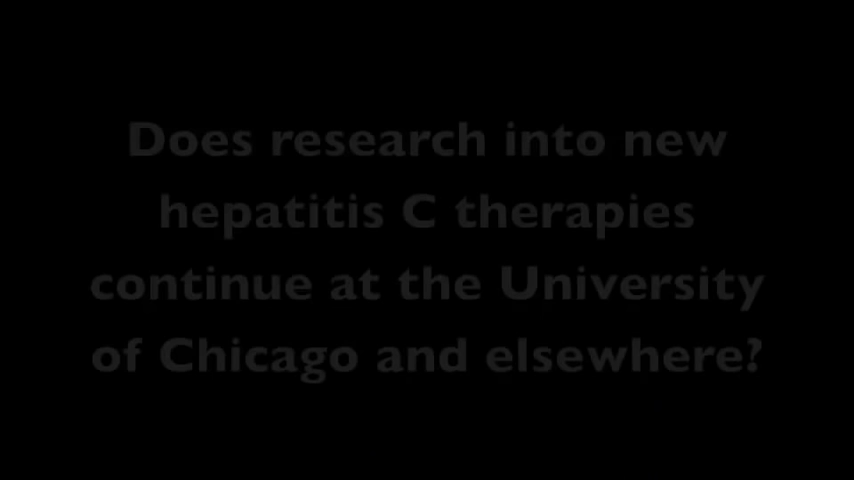 Does research into new
hepatitis C therapies
continue at the University
of Chicago and elsewhere?